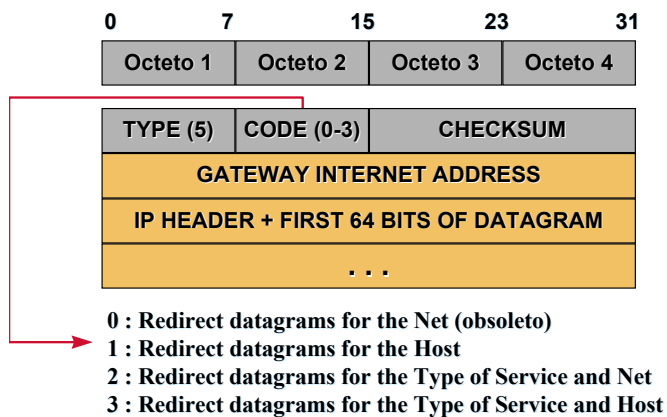 0 7 15 23 31
Octeto 1 Octeto 2 Octeto 3 Octeto 4
TYPE (5) CODE (0-3) CHECKSUM
GATEWAY INTERNET ADDRESS
IP HEADER + FIRST 64 BITS OF DATAGRAM
. . .
0 : Redirect datagrams for the Net (obsoleto)
1 : Redirect datagrams for the Host
2 : Redirect datagrams for the Type of Service and Net
3 : Redirect datagrams for the Type of Service and Host